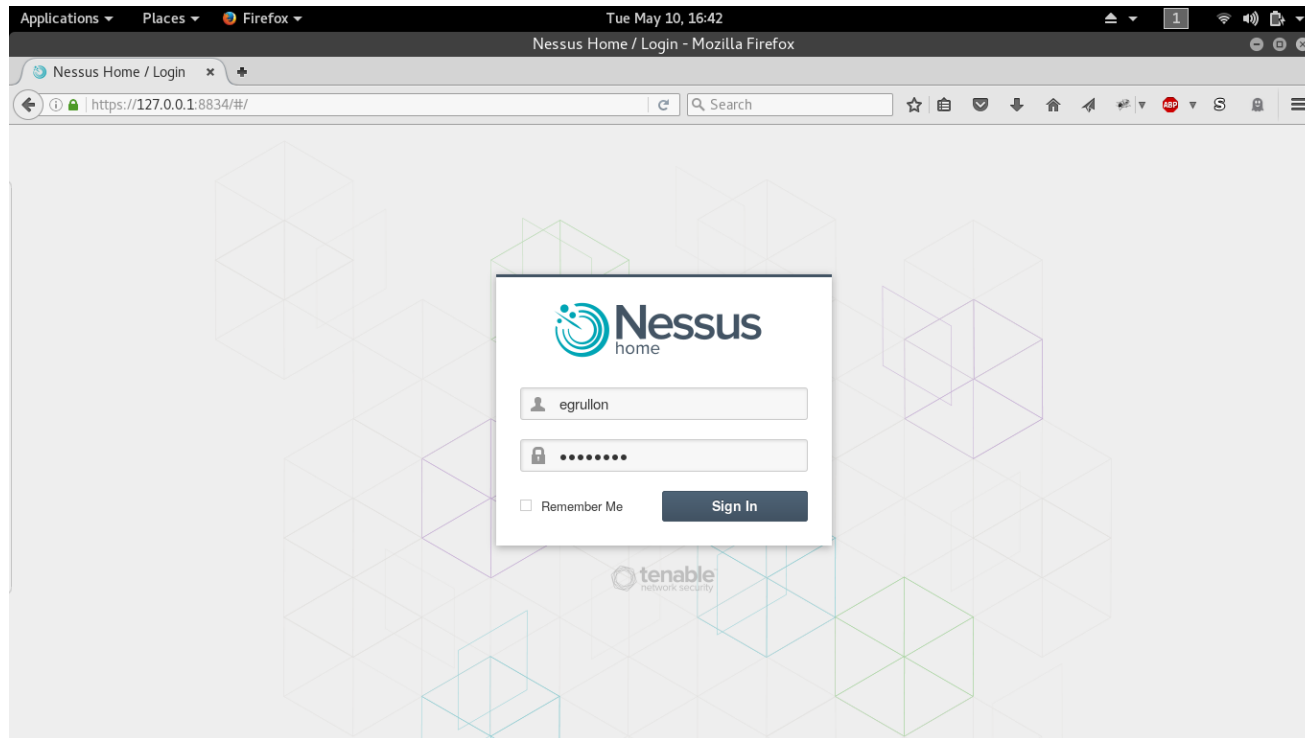 Applications Places Firefox Tue May 10, 16:42 1
Nessus Home / Login - Mozilla Firefox
Nessus Home / Login
https://127.0.0.1:8834/#/ Search ABP S
Nessus
home
egrullon
••••••••
Remember Me Sign In
tenable
network security